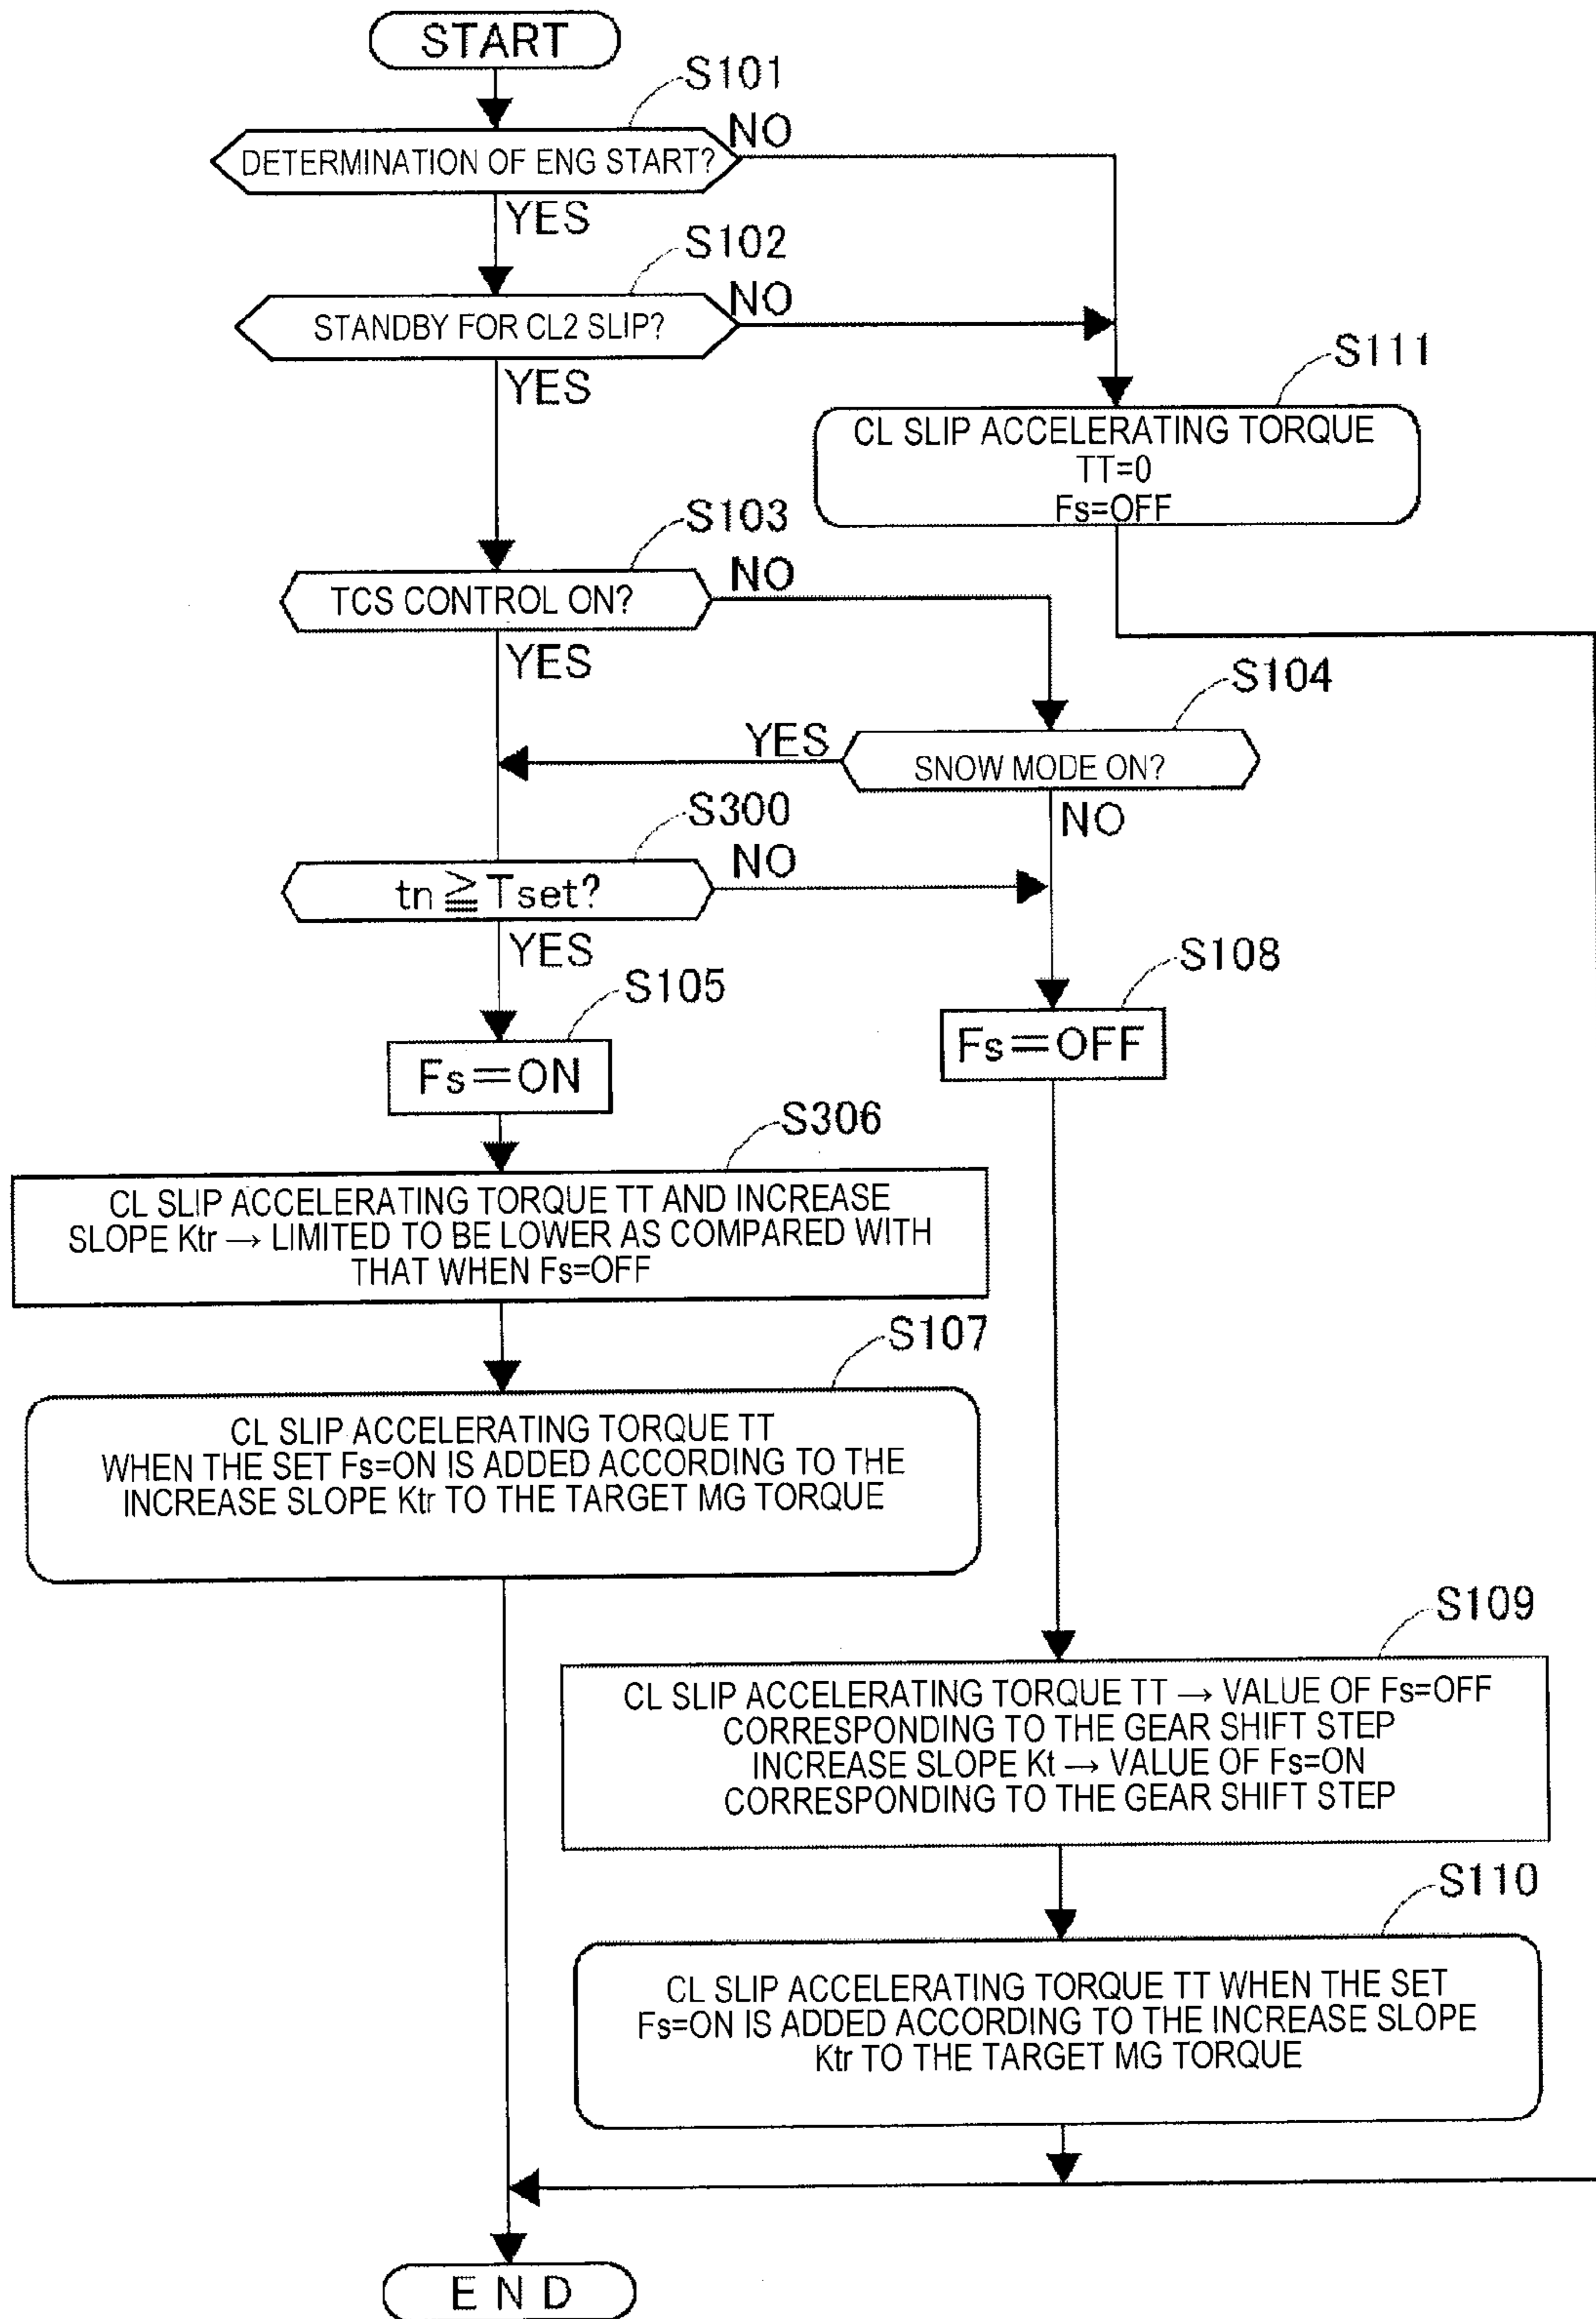 START
S101
DETERMINATION OF ENG START?
NO
YES
S102
STANDBY FOR CL2 SLIP?
NO
YES
S111
CL SLIP ACCELERATING TORQUE
TT=0
Fs=OFF
S103
TCS CONTROL ON?
NO
YES
S104
SNOW MODE ON?
YES
NO
S300
tn ≧ Tset?
NO
YES
S105
Fs=ON
S108
Fs=OFF
S306
CL SLIP ACCELERATING TORQUE TT AND INCREASE
SLOPE Ktr → LIMITED TO BE LOWER AS COMPARED WITH
THAT WHEN Fs=OFF
S107
CL SLIP ACCELERATING TORQUE TT
WHEN THE SET Fs=ON IS ADDED ACCORDING TO THE
INCREASE SLOPE Ktr TO THE TARGET MG TORQUE
S109
CL SLIP ACCELERATING TORQUE TT → VALUE OF Fs=OFF
CORRESPONDING TO THE GEAR SHIFT STEP
INCREASE SLOPE Kt → VALUE OF Fs=ON
CORRESPONDING TO THE GEAR SHIFT STEP
S110
CL SLIP ACCELERATING TORQUE TT WHEN THE SET
Fs=ON IS ADDED ACCORDING TO THE INCREASE SLOPE
Ktr TO THE TARGET MG TORQUE
END